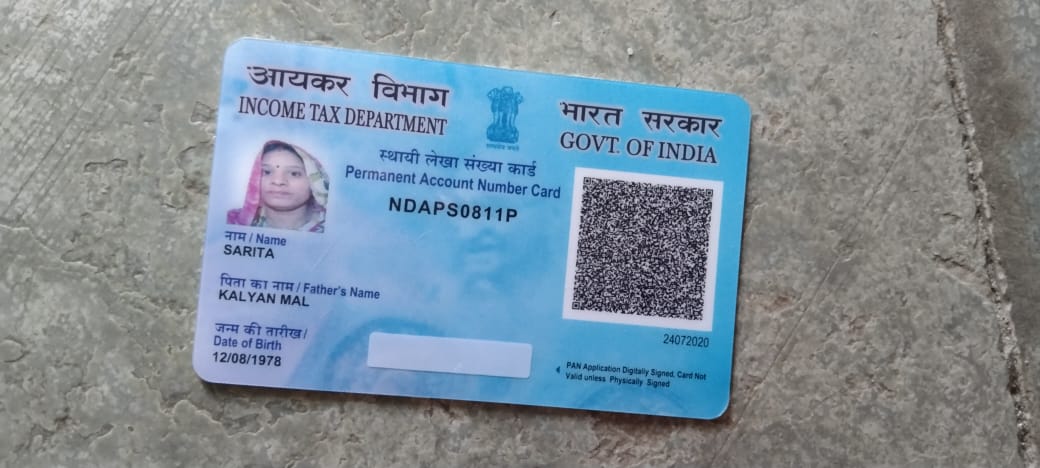 आयकर विभाग
INCOME TAX DEPARTMENT
सत्यमेव जयते
भारत सरकार
GOVT. OF INDIA
स्थायी लेखा संख्या कार्ड
Permanent Account Number Card
NDAPS0811P
नाम / Name
SARITA
पिता का नाम / Father's Name
KALYAN MAL
जन्म की तारीख /
Date of Birth
12/08/1978
24072020
PAN Application Digitally Signed, Card Not
Valid unless Physically Signed